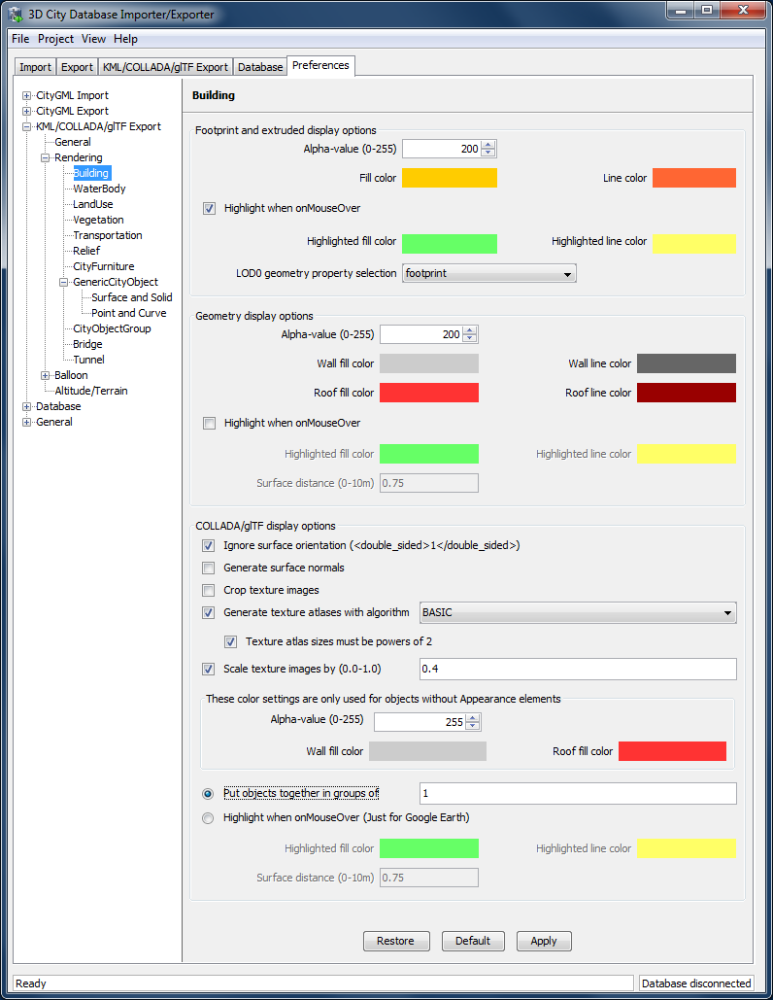 3D City Database Importer/Exporter
File Project View Help
Import Export KML/COLLADA/glTF Export Database Preferences
CityGML Import
CityGML Export
KML/COLLADA/glTF Export
General
Rendering
Building
WaterBody
LandUse
Vegetation
Transportation
Relief
CityFurniture
GenericCityObject
Surface and Solid
Point and Curve
CityObjectGroup
Bridge
Tunnel
Balloon
Altitude/Terrain
Database
General
Building
Footprint and extruded display options
Alpha-value (0-255) 200
Fill color Line color
Highlight when onMouseOver
Highlighted fill color Highlighted line color
LOD0 geometry property selection footprint
Geometry display options
Alpha-value (0-255) 200
Wall fill color Wall line color
Roof fill color Roof line color
Highlight when onMouseOver
Highlighted fill color Highlighted line color
Surface distance (0-10m) 0.75
COLLADA/glTF display options
Ignore surface orientation (<double_sided>1</double_sided>)
Generate surface normals
Crop texture images
Generate texture atlases with algorithm BASIC
Texture atlas sizes must be powers of 2
Scale texture images by (0.0-1.0) 0.4
These color settings are only used for objects without Appearance elements
Alpha-value (0-255) 255
Wall fill color Roof fill color
Put objects together in groups of 1
Highlight when onMouseOver (Just for Google Earth)
Highlighted fill color Highlighted line color
Surface distance (0-10m) 0.75
Restore Default Apply
Ready Database disconnected